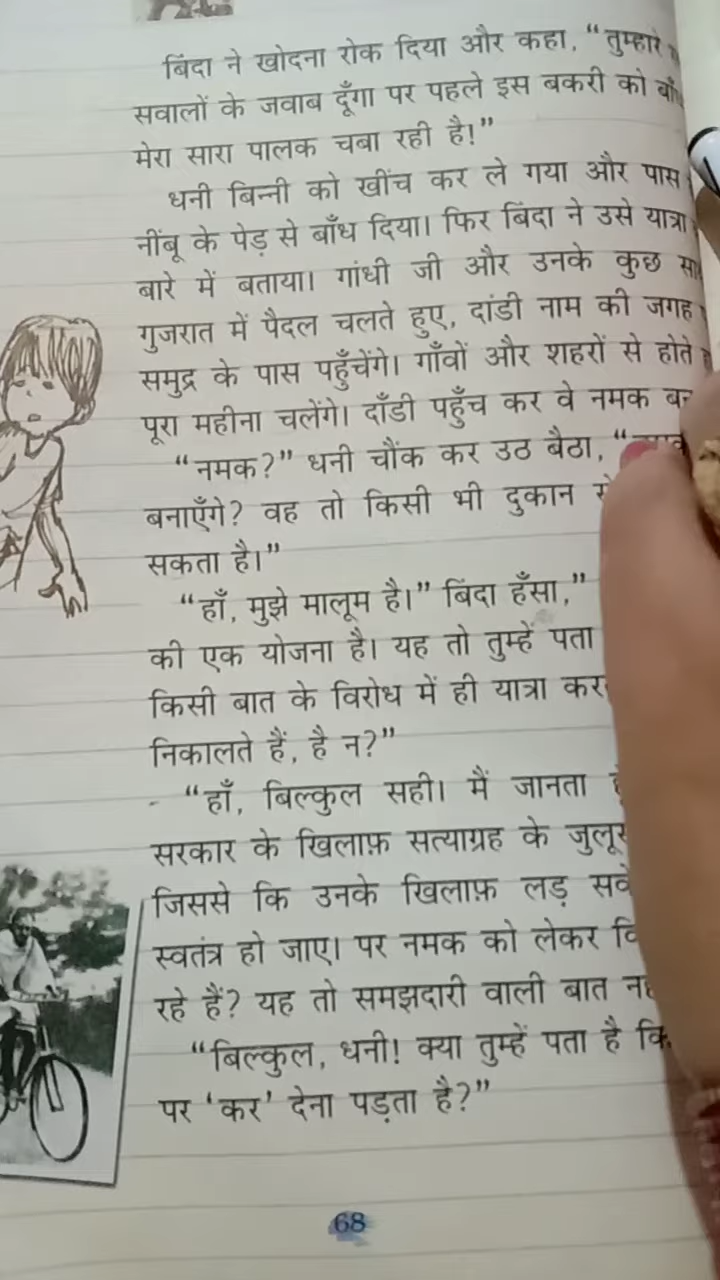 बिंदा ने खोदना रोक दिया और कहा, “तुम्हारे
सवालों के जवाब दूँगा पर पहले इस बकरी को
मेरा सारा पालक चबा रही है!”
धनी बिन्नी को खींच कर ले गया और पास
नींबू के पेड़ से बाँध दिया। फिर बिंदा ने उसे यात्रा
बारे में बताया। गांधी जी और उनके कुछ
गुजरात में पैदल चलते हुए, दांडी नाम की जगह
समुद्र के पास पहुँचेंगे। गाँवों और शहरों से होते
पूरा महीना चलेंगे। दाँडी पहुँच कर वे नमक
“नमक?” धनी चौंक कर उठ बैठा,
बनाएँगे? वह तो किसी भी दुकान
सकता है।”
“हाँ, मुझे मालूम है।” बिंदा हँसा,”
की एक योजना है। यह तो तुम्हें पता
किसी बात के विरोध में ही यात्रा
निकालते हैं, है न?”
“हाँ, बिल्कुल सही। मैं जानता
सरकार के खिलाफ़ सत्याग्रह के
जिससे कि उनके खिलाफ़ लड़
स्वतंत्र हो जाए। पर नमक को लेकर
रहे हैं? यह तो समझदारी वाली बात
“बिल्कुल, धनी! क्या तुम्हें पता है
पर ‘कर’ देना पड़ता है?”
68